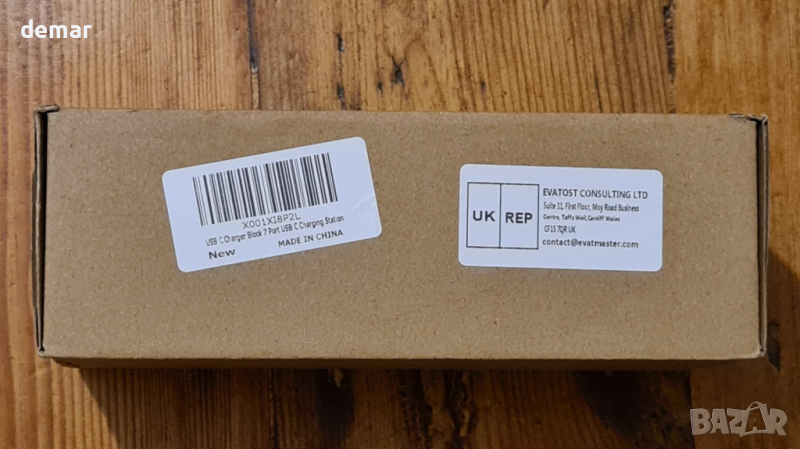 demar
X001XI8P2L
USB C Charger Block 7 Port USB C Charging Station
New
MADE IN CHINA
UK REP
EVATOST CONSULTING LTD
Suite 11, First Floor, Moy Road Business
Centre, Taffs Well, Cardiff Wales
CF15 7QR UK
contact@evatmaster.com
BAZAR